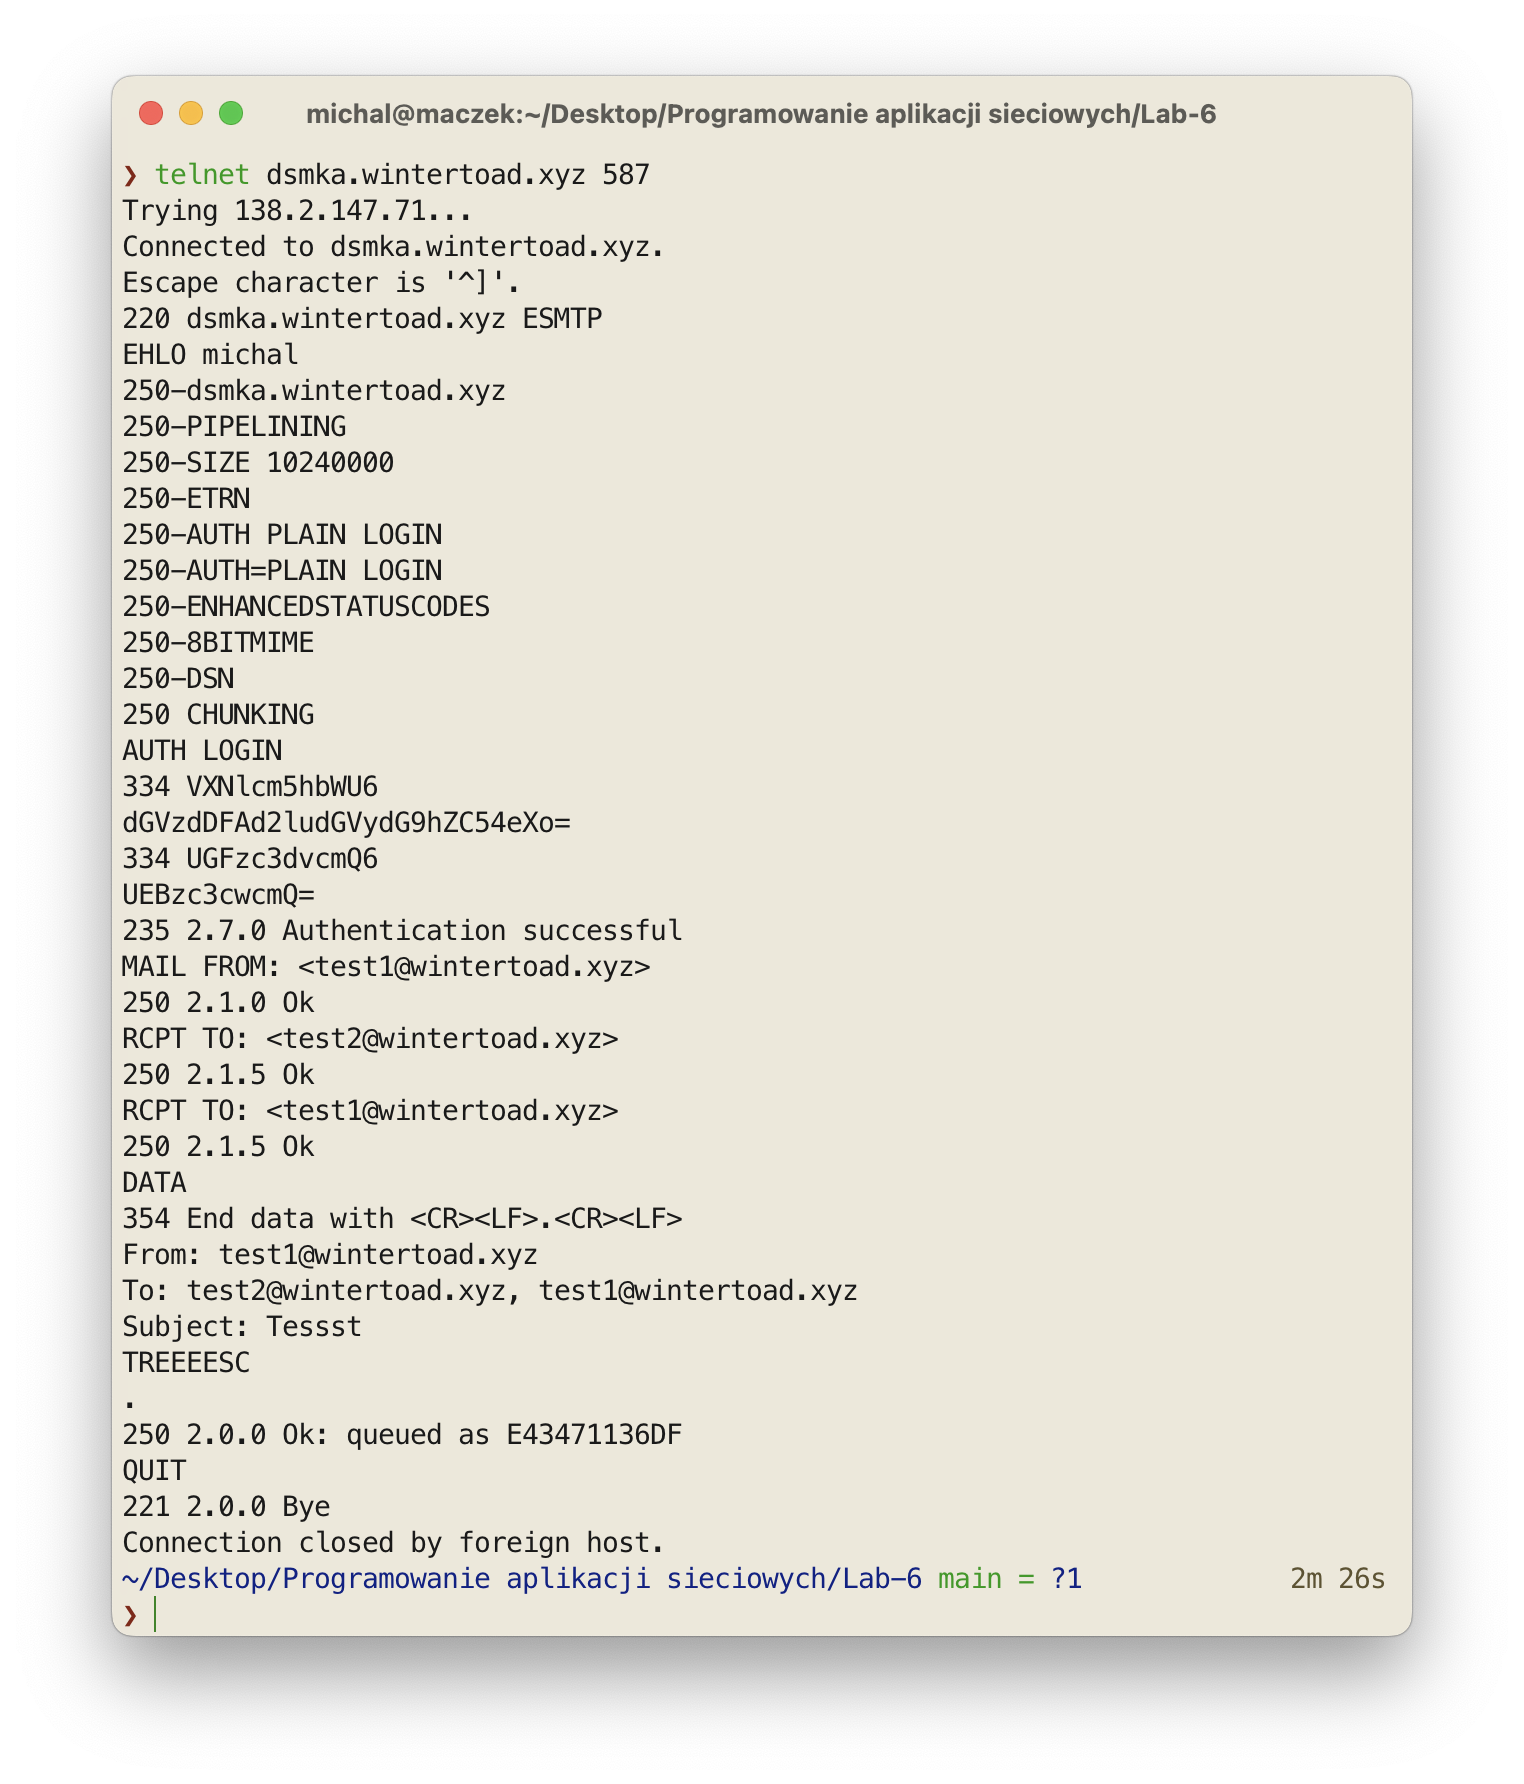 michal@maczek:~/Desktop/Programowanie aplikacji sieciowych/Lab-6
❯ telnet dsmka.wintertoad.xyz 587
Trying 138.2.147.71...
Connected to dsmka.wintertoad.xyz.
Escape character is '^]'.
220 dsmka.wintertoad.xyz ESMTP
EHLO michal
250-dsmka.wintertoad.xyz
250-PIPELINING
250-SIZE 10240000
250-ETRN
250-AUTH PLAIN LOGIN
250-AUTH=PLAIN LOGIN
250-ENHANCEDSTATUSCODES
250-8BITMIME
250-DSN
250 CHUNKING
AUTH LOGIN
334 VXNlcm5hbWU6
dGVzdDFAd2ludGVydG9hZC54eXo=
334 UGFzc3dvcmQ6
UEBzc3cwcmQ=
235 2.7.0 Authentication successful
MAIL FROM: <test1@wintertoad.xyz>
250 2.1.0 Ok
RCPT TO: <test2@wintertoad.xyz>
250 2.1.5 Ok
RCPT TO: <test1@wintertoad.xyz>
250 2.1.5 Ok
DATA
354 End data with <CR><LF>.<CR><LF>
From: test1@wintertoad.xyz
To: test2@wintertoad.xyz, test1@wintertoad.xyz
Subject: Tessst
TREEEESC
.
250 2.0.0 Ok: queued as E43471136DF
QUIT
221 2.0.0 Bye
Connection closed by foreign host.
~/Desktop/Programowanie aplikacji sieciowych/Lab-6 main = ?1 2m 26s
❯